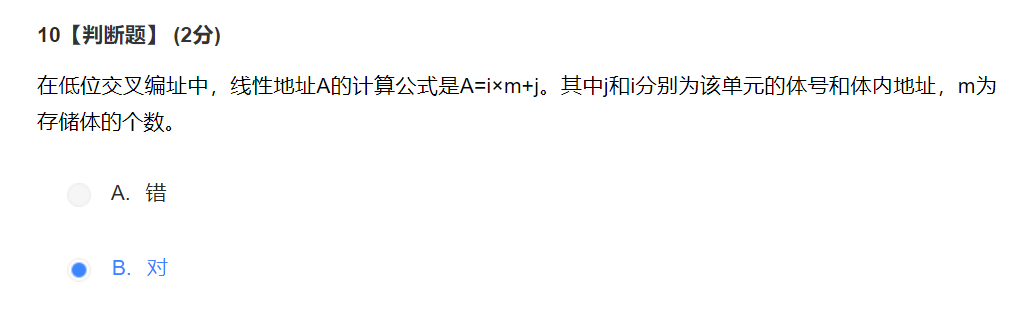 10【判断题】 (2分)
在低位交叉编址中，线性地址A的计算公式是A=i×m+j。其中j和i分别为该单元的体号和体内地址，m为
存储体的个数。
A. 错
B. 对